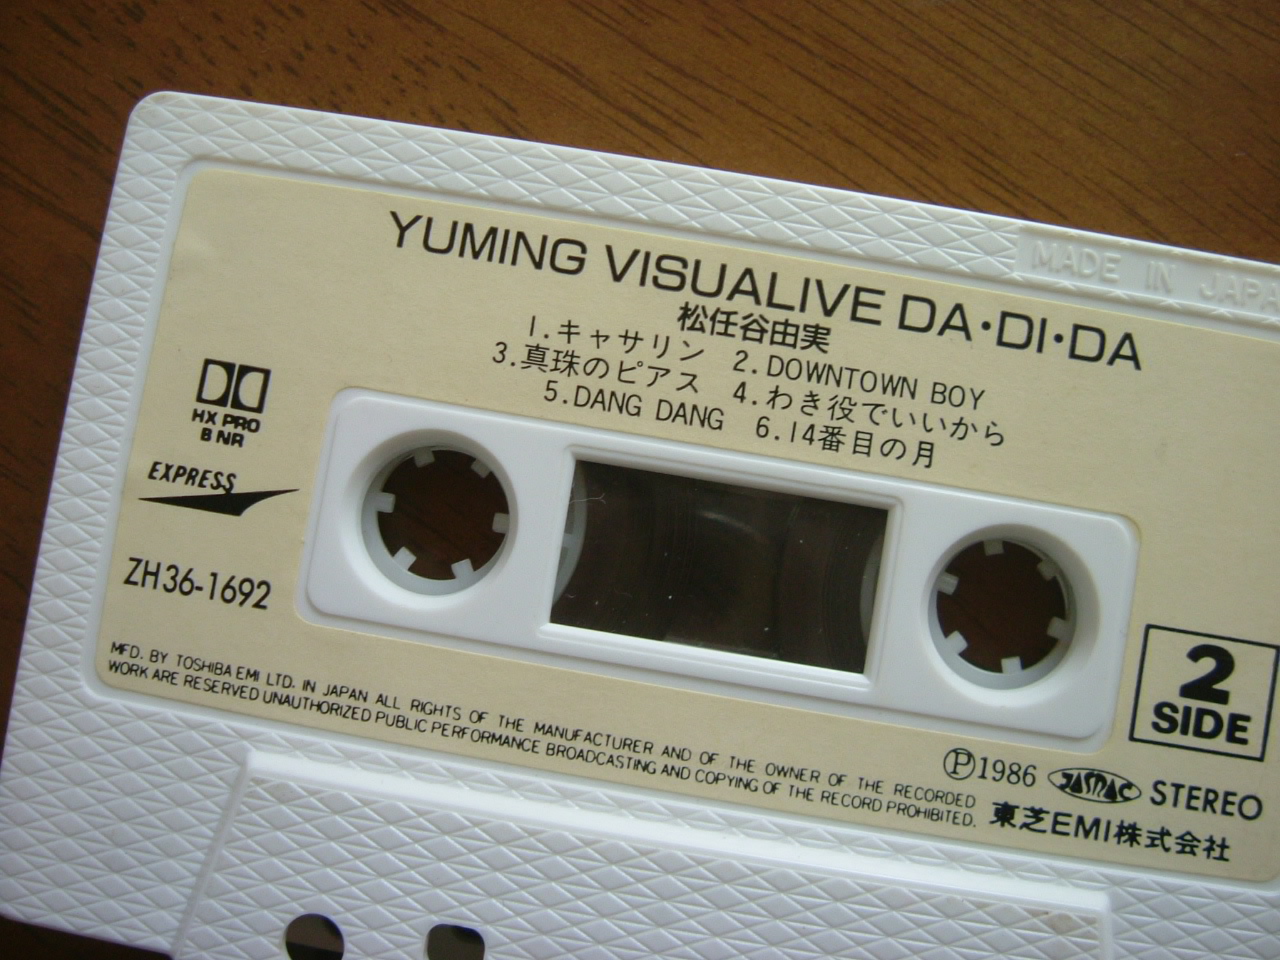 MADE IN JAPA
YUMING VISUALIVE DA・DI・DA
松任谷由実
1.キャサリン 2.DOWNTOWN BOY
3.真珠のピアス 4.わき役でいいから
5.DANG DANG 6.14番目の月
HX PRO
B NR
EXPRESS
ZH36-1692
2
SIDE
MFD. BY TOSHIBA EMI LTD. IN JAPAN ALL RIGHTS OF THE MANUFACTURER AND OF THE OWNER OF THE RECORDED
WORK ARE RESERVED UNAUTHORIZED PUBLIC PERFORMANCE BROADCASTING AND COPYING OF THE RECORD PROHIBITED.
Ⓟ1986 JASRAC STEREO
東芝EMI株式会社